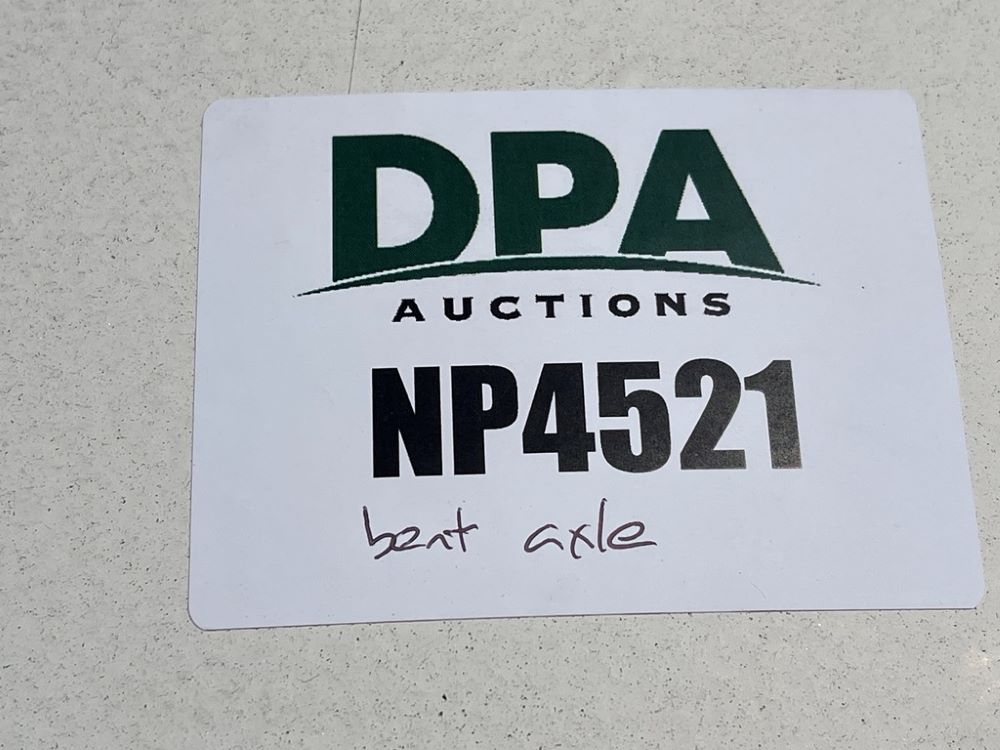 DPA
AUCTIONS
NP4521
bent axle